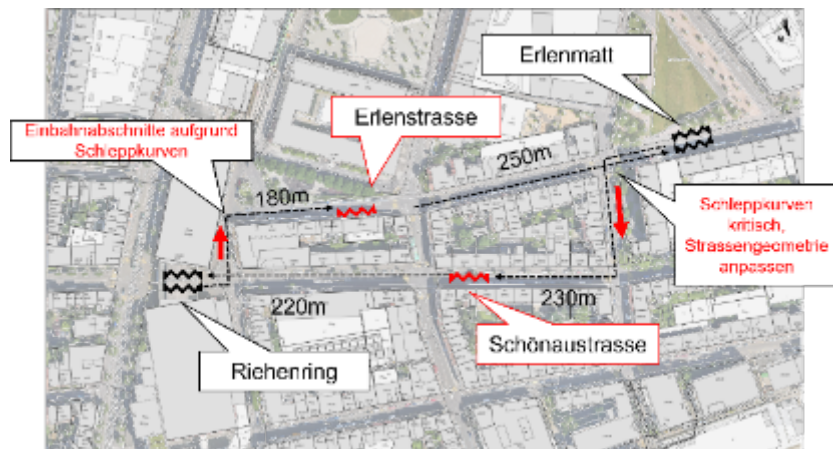 Erlenmatt
Einbahnabschnitte aufgrund
Schleppkurven
Erlenstrasse
180m
250m
Schleppkurven
kritisch,
Strassengeometrie
anpassen
220m
230m
Schönaustrasse
Riehenring